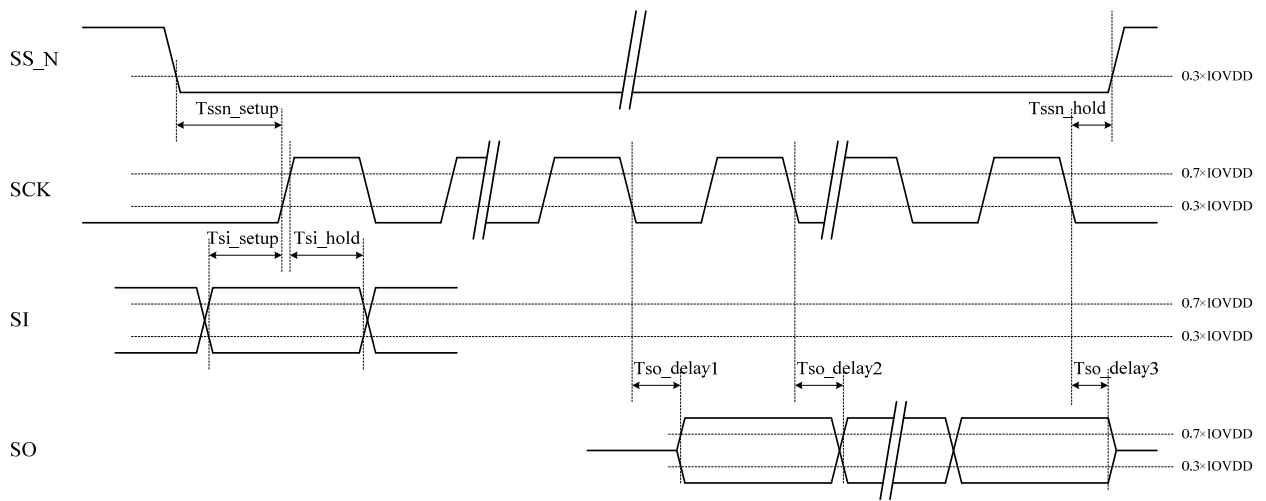 SS_N
0.3×IOVDD
Tssn_setup
Tssn_hold
SCK
0.7×IOVDD
0.3×IOVDD
Tsi_setup
Tsi_hold
SI
0.7×IOVDD
0.3×IOVDD
Tso_delay1
Tso_delay2
Tso_delay3
SO
0.7×IOVDD
0.3×IOVDD